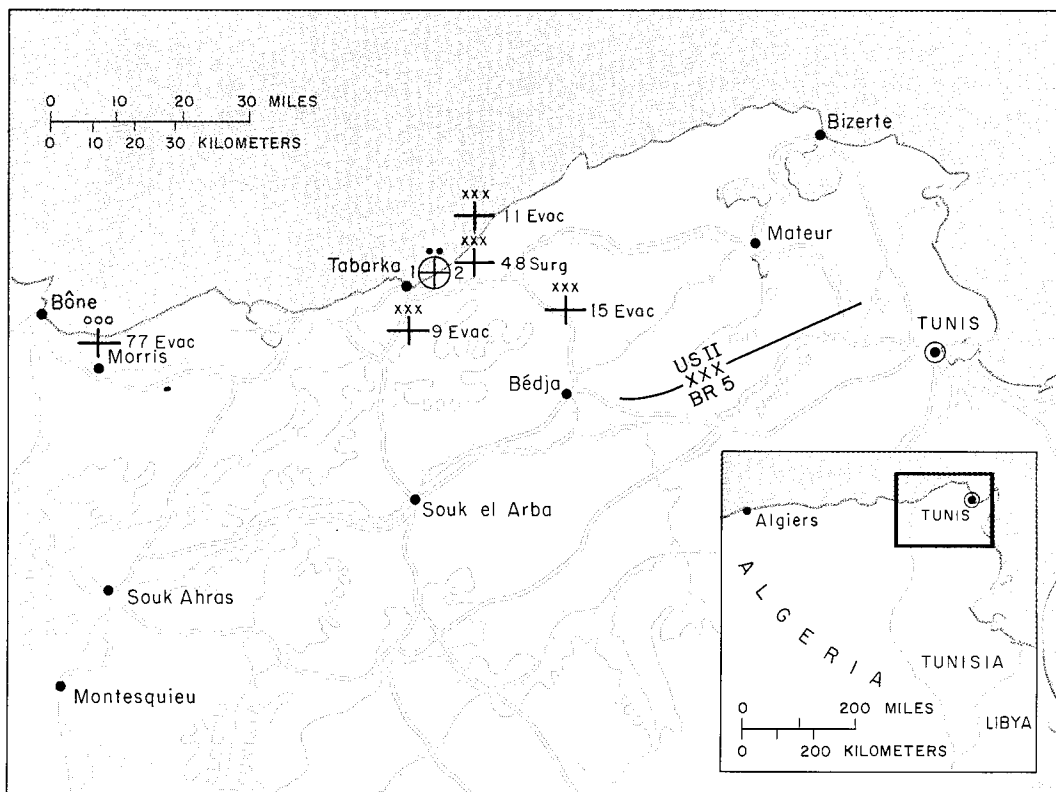 0 10 20 30 MILES
0 10 20 30 KILOMETERS
Bizerte
XXX
11 Evac
Mateur
XXX
48 Surg
Tabarka
1 2
XXX
15 Evac
Bône
XXX
9 Evac
ooo
77 Evac
Morris
TUNIS
US II
XXX
BR 5
Bédja
Souk el Arba
Souk Ahras
Montesquieu
Algiers
TUNIS
ALGERIA
TUNISIA
LIBYA
0 200 MILES
0 200 KILOMETERS